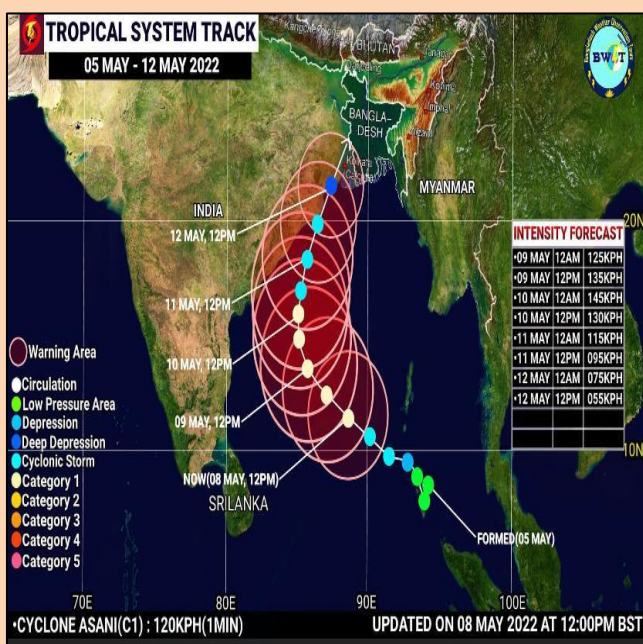 TROPICAL SYSTEM TRACK
05 MAY - 12 MAY 2022
BW T
BHUTAN
BANGLA-
DESH
Kolkata
Imphal
INDIA
MYANMAR
12 MAY, 12PM
11 MAY, 12PM
10 MAY, 12PM
09 MAY, 12PM
NOW(08 MAY, 12PM)
SRILANKA
FORMED(05 MAY)
20N
10N
INTENSITY FORECAST
•09 MAY 12AM 125KPH
•09 MAY 12PM 135KPH
•10 MAY 12AM 145KPH
•10 MAY 12PM 130KPH
•11 MAY 12AM 115KPH
•11 MAY 12PM 095KPH
•12 MAY 12AM 075KPH
•12 MAY 12PM 055KPH
Warning Area
Circulation
Low Pressure Area
Depression
Deep Depression
Cyclonic Storm
Category 1
Category 2
Category 3
Category 4
Category 5
70E
80E
90E
100E
•CYCLONE ASANI(C1) : 120KPH(1MIN)
UPDATED ON 08 MAY 2022 AT 12:00PM BST